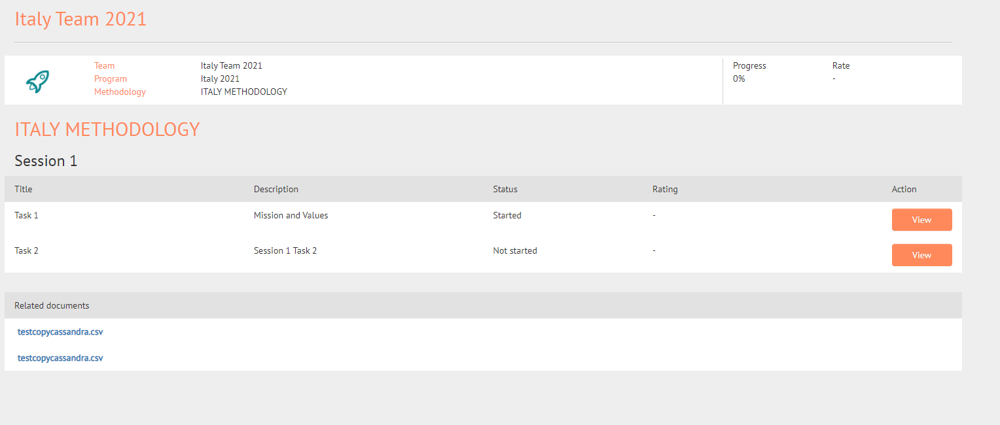 Italy Team 2021
Team Italy Team 2021 Progress Rate
Program Italy 2021 0% -
Methodology ITALY METHODOLOGY
ITALY METHODOLOGY
Session 1
Title Description Status Rating Action
Task 1 Mission and Values Started - View
Task 2 Session 1 Task 2 Not started - View
Related documents
testcopycassandra.csv
testcopycassandra.csv